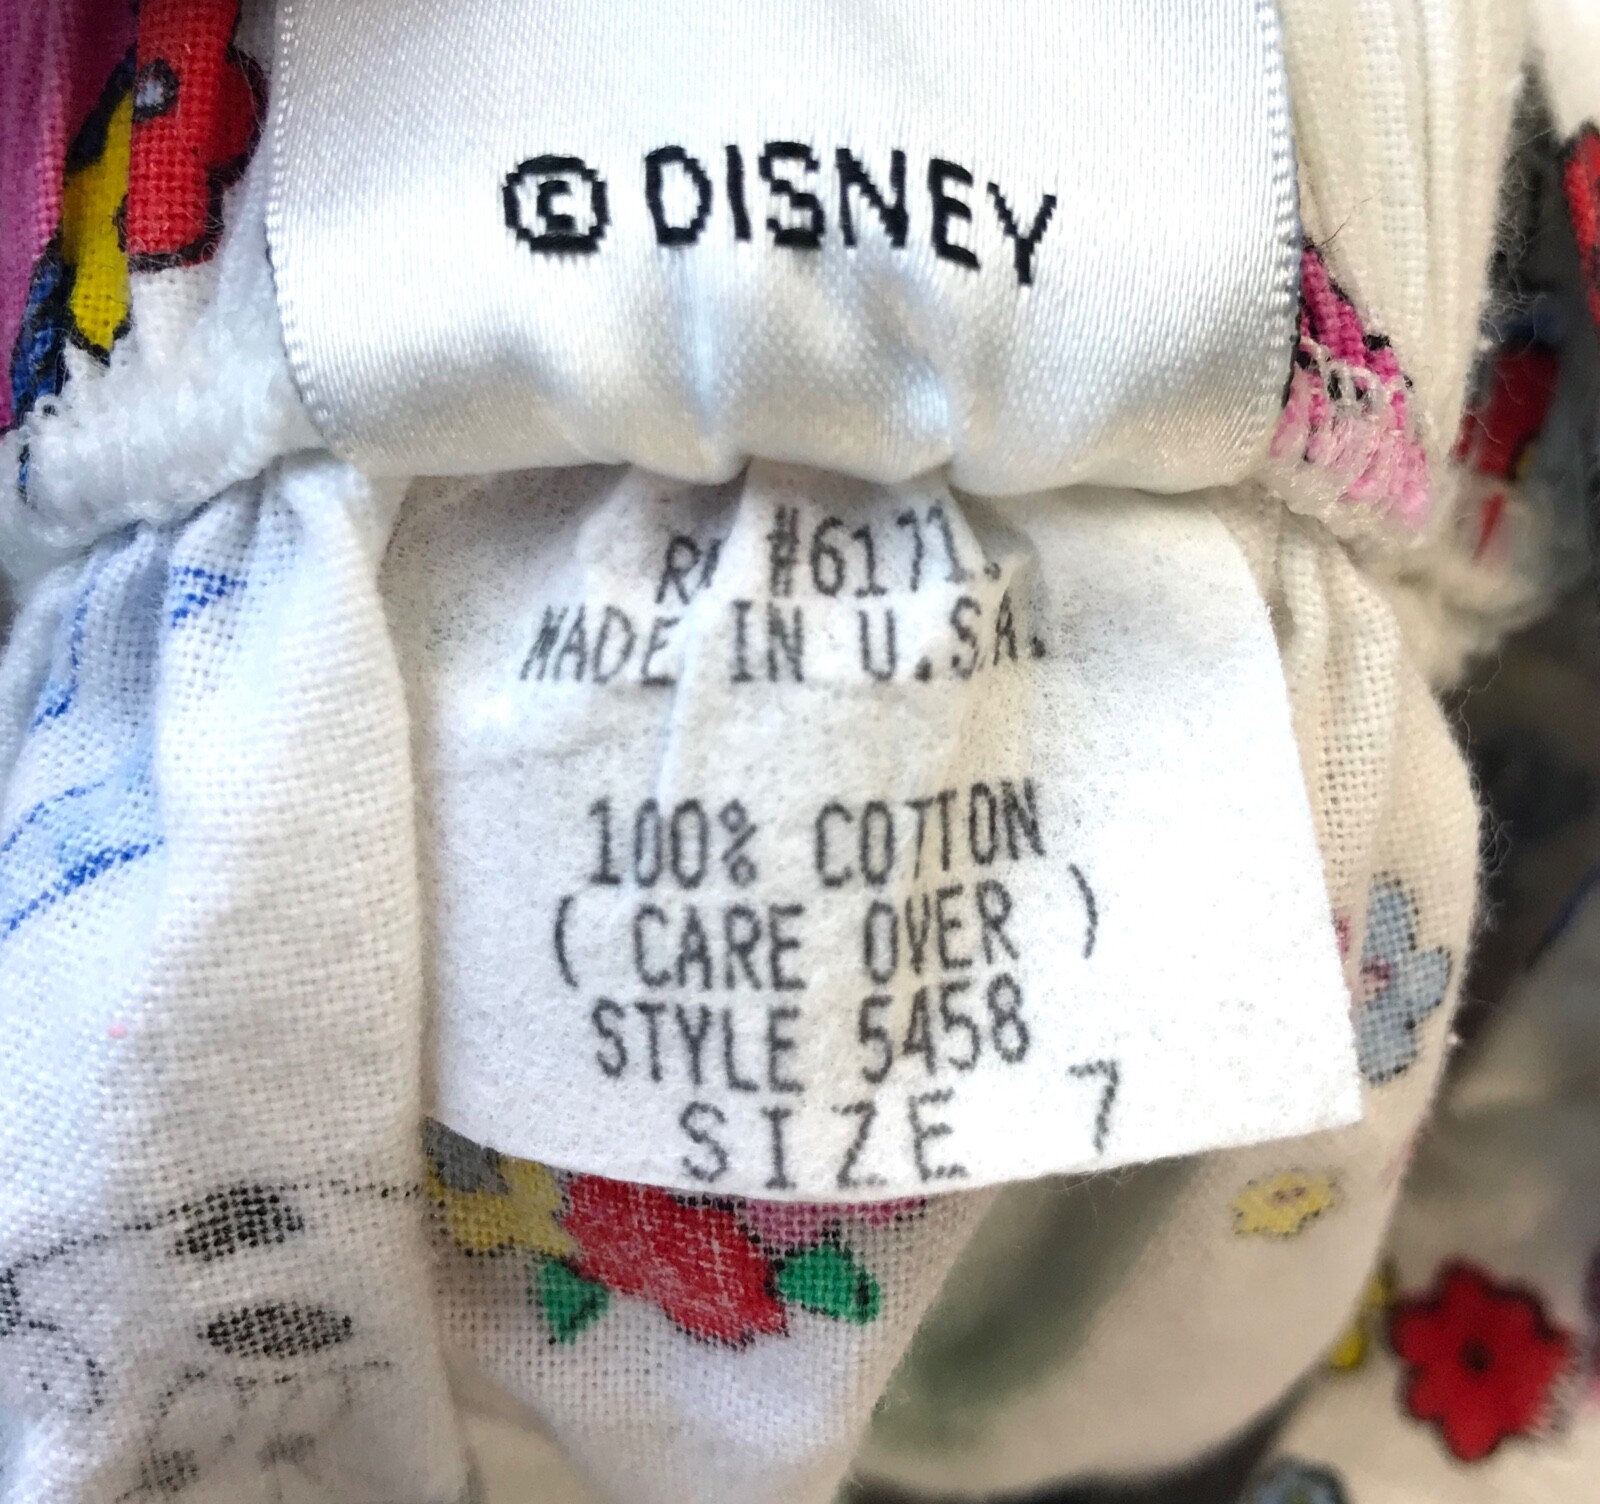 © DISNEY
#6171
MADE IN U.S.A.
100% COTTON
( CARE OVER )
STYLE 5458
SIZE 7